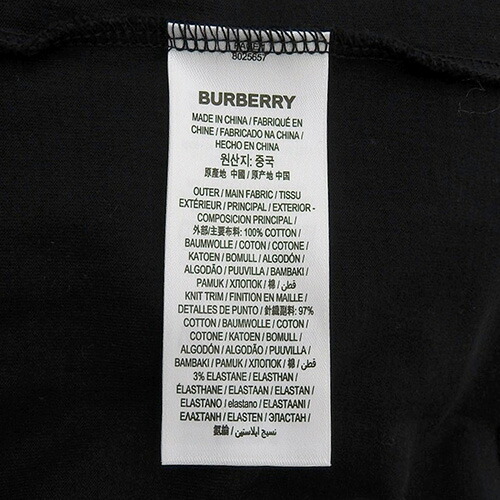 8025657
BURBERRY
MADE IN CHINA / FABRIQUÉ EN
CHINE / FABRICADO NA CHINA /
HECHO EN CHINA
원산지: 중국
原產地 中國 / 原产地 中国
OUTER / MAIN FABRIC / TISSU
EXTÉRIEUR / PRINCIPAL / EXTERIOR -
COMPOSICIÓN PRINCIPAL /
外部/主要布料: 100% COTTON /
BAUMWOLLE / COTON / COTONE /
KATOEN / BOMULL / ALGODÓN /
ALGODÃO / PUUVILLA / BAMBAKI /
PAMUK / ХЛОПОК / 棉 / قطن /
KNIT TRIM / FINITION EN MAILLE /
DETALLES DE PUNTO / 針織副料: 97%
COTTON / BAUMWOLLE / COTON /
COTONE / KATOEN / BOMULL /
ALGODÓN / ALGODÃO / PUUVILLA /
BAMBAKI / PAMUK / ХЛОПОК / 棉 / قطن
3% ELASTANE / ELASTHAN /
ÉLASTHANE / ELASTAAN / ELASTAN /
ELASTANO / elastano / ELASTAANI /
ΕΛΑΣΤΑΝΗ / ELASTEN / ЭЛАСТАН /
氨綸 / نسيج ايلاستين /